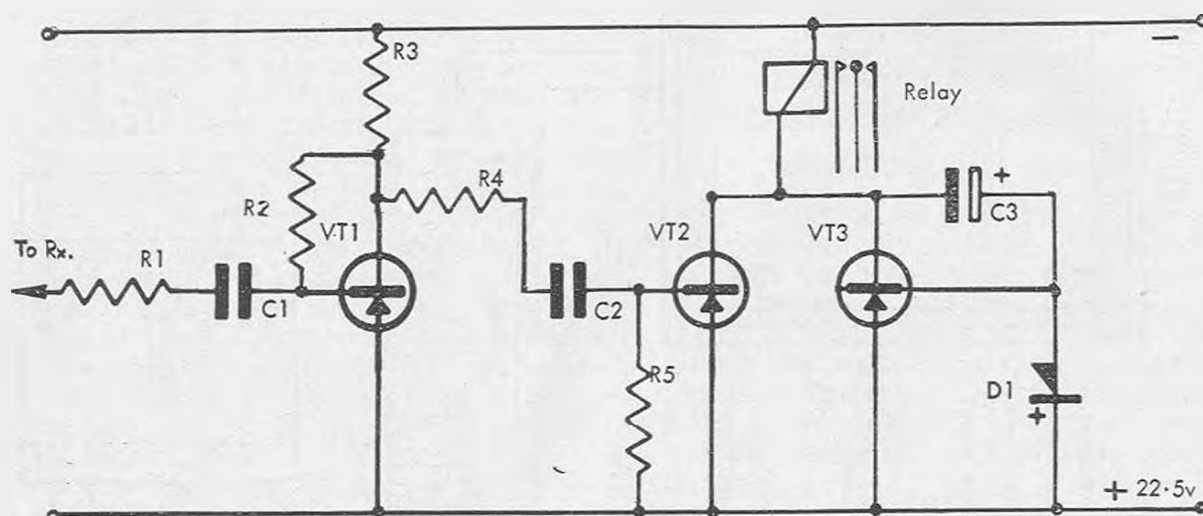 R3
—
Relay
R4
+
C3
R2
VT1
VT2
VT3
To Rx.
R1
C1
C2
R5
D1
+
+ 22·5v